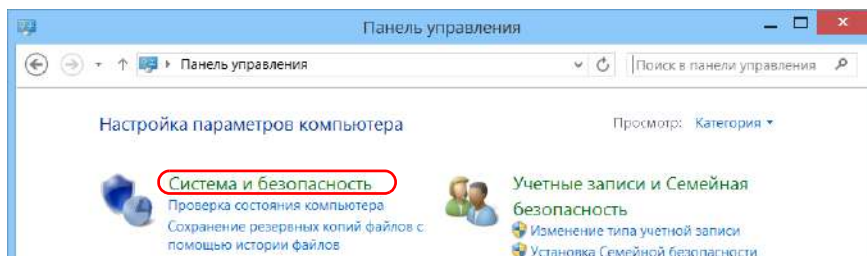 Панель управления
Панель управления
Поиск в панели управления
Настройка параметров компьютера
Просмотр: Категория
Система и безопасность
Проверка состояния компьютера
Сохранение резервных копий файлов с
помощью истории файлов
Учетные записи и Семейная
безопасность
Изменение типа учетной записи
Установка Семейной безопасности